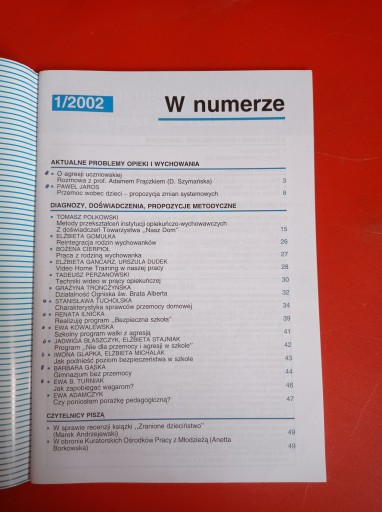 1/2002
W numerze
AKTUALNE PROBLEMY OPIEKI I WYCHOWANIA
• O agresji uczniowskiej
Rozmowa z prof. Adamem Frączkiem (D. Szymańska) 3
• PAWEŁ JAROS
Przemoc wobec dzieci – propozycja zmian systemowych 8
DIAGNOZY, DOŚWIADCZENIA, PROPOZYCJE METODYCZNE
• TOMASZ POLKOWSKI
Metody przekształceń instytucji opiekuńczo-wychowawczych
Z doświadczeń Towarzystwa „Nasz Dom" 15
• ELŻBIETA GOMUŁKA
Reintegracja rodzin wychowanków 26
• BOŻENA CIERPIOŁ
Praca z rodziną wychowanka 27
• ELŻBIETA GANCARZ, URSZULA DUDEK
Video Home Training w naszej pracy 28
• TADEUSZ PERZANOWSKI
Techniki wideo w pracy opiekuńczej 30
• GRAŻYNA TRONCZYŃSKA
Działalność Ogniska św. Brata Alberta 32
• STANISŁAWA TUCHOLSKA
Charakterystyka sprawców przemocy domowej 34
• RENATA ILNICKA
Realizuję program „Bezpieczna szkoła" 39
• EWA KOWALEWSKA
Szkolny program walki z agresją 41
• JADWIGA BŁASZCZYK, ELŻBIETA STAJNIAK
Program „Nie dla przemocy i agresji w szkole" 42
• IWONA GLAPKA, ELŻBIETA MICHALAK
Jak podnieść poziom bezpieczeństwa w szkole 43
• BARBARA GĄSKA
Gimnazjum bez przemocy 44
• EWA B. TURNIAK
Jak zapobiegać wagarom? 46
• EWA ADAMCZYK
Czy poniosłam porażkę pedagogiczną? 47
CZYTELNICY PISZĄ
• W sprawie recenzji książki „Zranione dzieciństwo"
(Marek Andrzejewski) 49
• W obronie Kuratorskich Ośrodków Pracy z Młodzieżą (Anetta
Borkowska) 49